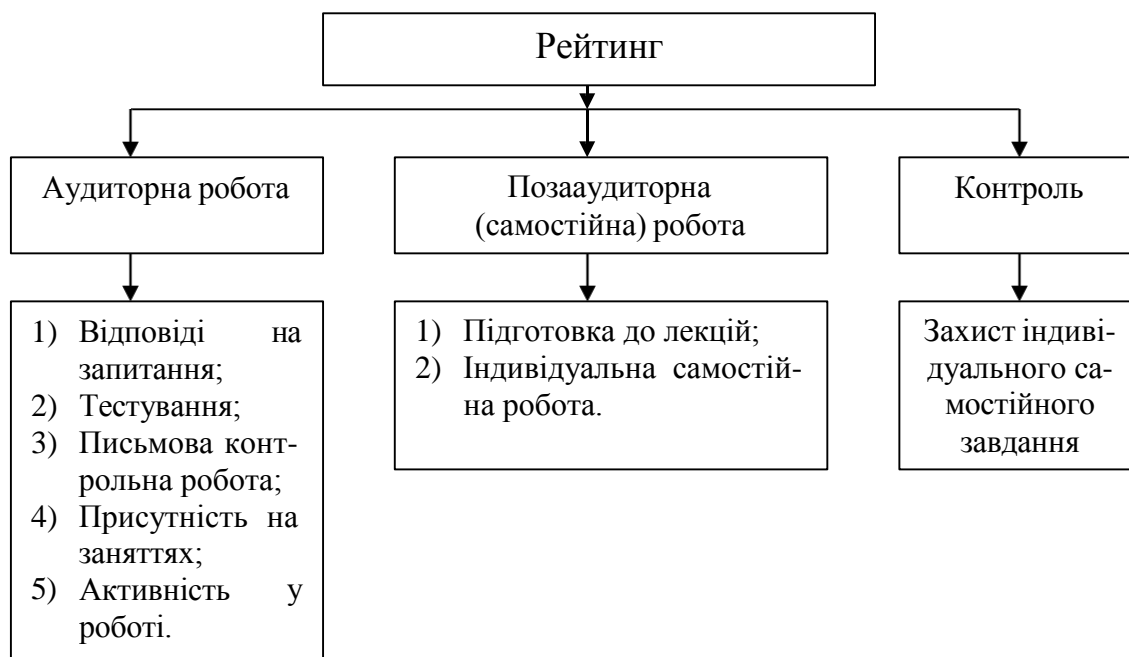 Рейтинг
Аудиторна робота
Позааудиторна
(самостійна) робота
Контроль
1) Відповіді на
запитання;
2) Тестування;
3) Письмова конт-
рольна робота;
4) Присутність на
заняттях;
5) Активність у
роботі.
1) Підготовка до лекцій;
2) Індивідуальна самостій-
на робота.
Захист індиві-
дуального са-
мостійного
завдання